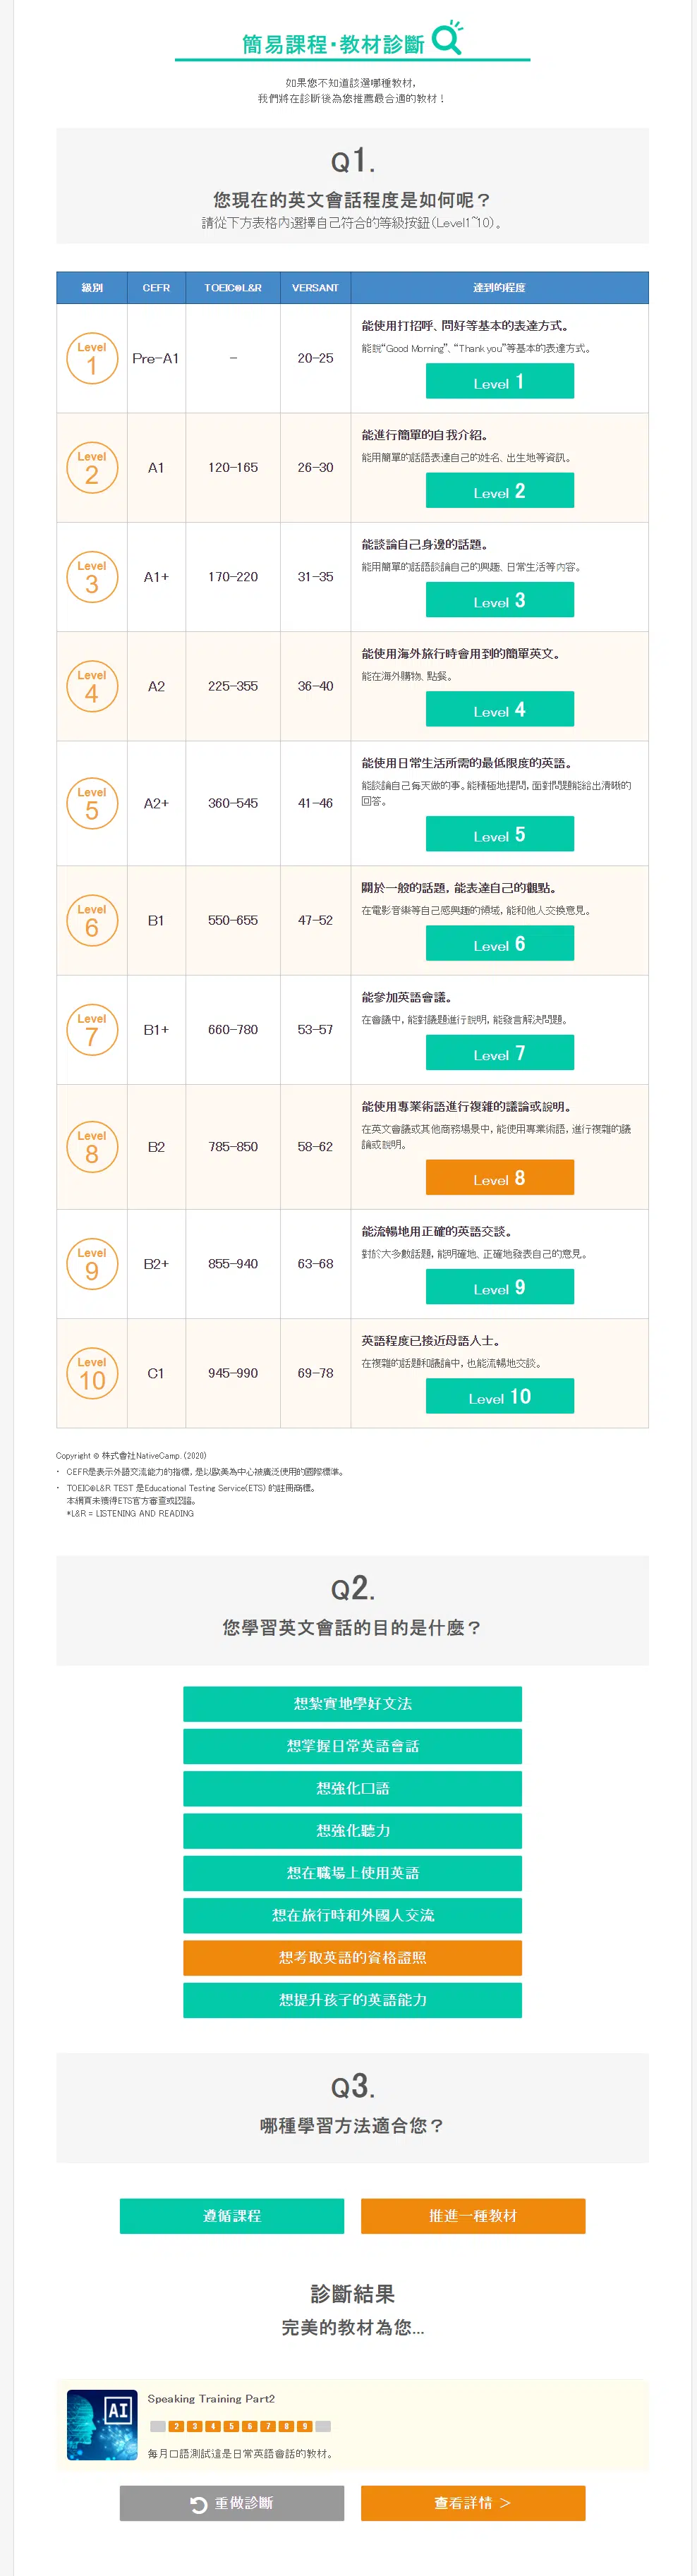 簡易課程・教材診斷
如果您不知道該選哪種教材,
我們將在診斷後為您推薦最合適的教材！
Q1.
您現在的英文會話程度是如何呢？
請從下方表格內選擇自己符合的等級按鈕(Level1~10)。
級別 CEFR TOEIC®L&R VERSANT 達到的程度
Level 1 Pre-A1 - 20-25
能使用打招呼、問好等基本的表達方式。
能說“Good Morning”、“Thank you”等基本的表達方式。
Level 1
Level 2 A1 120-165 26-30
能進行簡單的自我介紹。
能用簡單的話語表達自己的姓名、出生地等資訊。
Level 2
Level 3 A1+ 170-220 31-35
能談論自己身邊的話題。
能用簡單的話語談論自己的興趣、日常生活等內容。
Level 3
Level 4 A2 225-355 36-40
能使用海外旅行時會用到的簡單英文。
能在海外購物、點餐。
Level 4
Level 5 A2+ 360-545 41-46
能使用日常生活所需的最低限度的英語。
能談論自己每天做的事。能積極地提問, 面對問題能給出清晰的
回答。
Level 5
Level 6 B1 550-655 47-52
關於一般的話題, 能表達自己的觀點。
在電影音樂等自己感興趣的領域, 能和他人交換意見。
Level 6
Level 7 B1+ 660-780 53-57
能參加英語會議。
在會議中, 能對議題進行說明, 能發言解決問題。
Level 7
Level 8 B2 785-850 58-62
能使用專業術語進行複雜的議論或說明。
在英文會議或其他商務場景中, 能使用專業術語, 進行複雜的議
論或說明。
Level 8
Level 9 B2+ 855-940 63-68
能流暢地用正確的英語交談。
對於大多數話題, 能明確地、正確地發表自己的意見。
Level 9
Level 10 C1 945-990 69-78
英語程度已接近母語人士。
在複雜的話題和議論中, 也能流暢地交談。
Level 10
Copyright © 株式會社NativeCamp. (2020)
・ CEFR是表示外語交流能力的指標, 是以歐美為中心被廣泛使用的國際標準。
・ TOEIC®L&R TEST 是Educational Testing Service(ETS) 的註冊商標。
本網頁未獲得ETS官方審查或認證。
*L&R = LISTENING AND READING
Q2.
您學習英文會話的目的是什麼？
想紮實地學好文法
想掌握日常英語會話
想強化口語
想強化聽力
想在職場上使用英語
想在旅行時和外國人交流
想考取英語的資格證照
想提升孩子的英語能力
Q3.
哪種學習方法適合您？
遵循課程 推進一種教材
診斷結果
完美的教材為您...
AI
Speaking Training Part2
2 3 4 5 6 7 8 9
每月口語測試這是日常英語會話的教材。
重做診斷 查看詳情 >